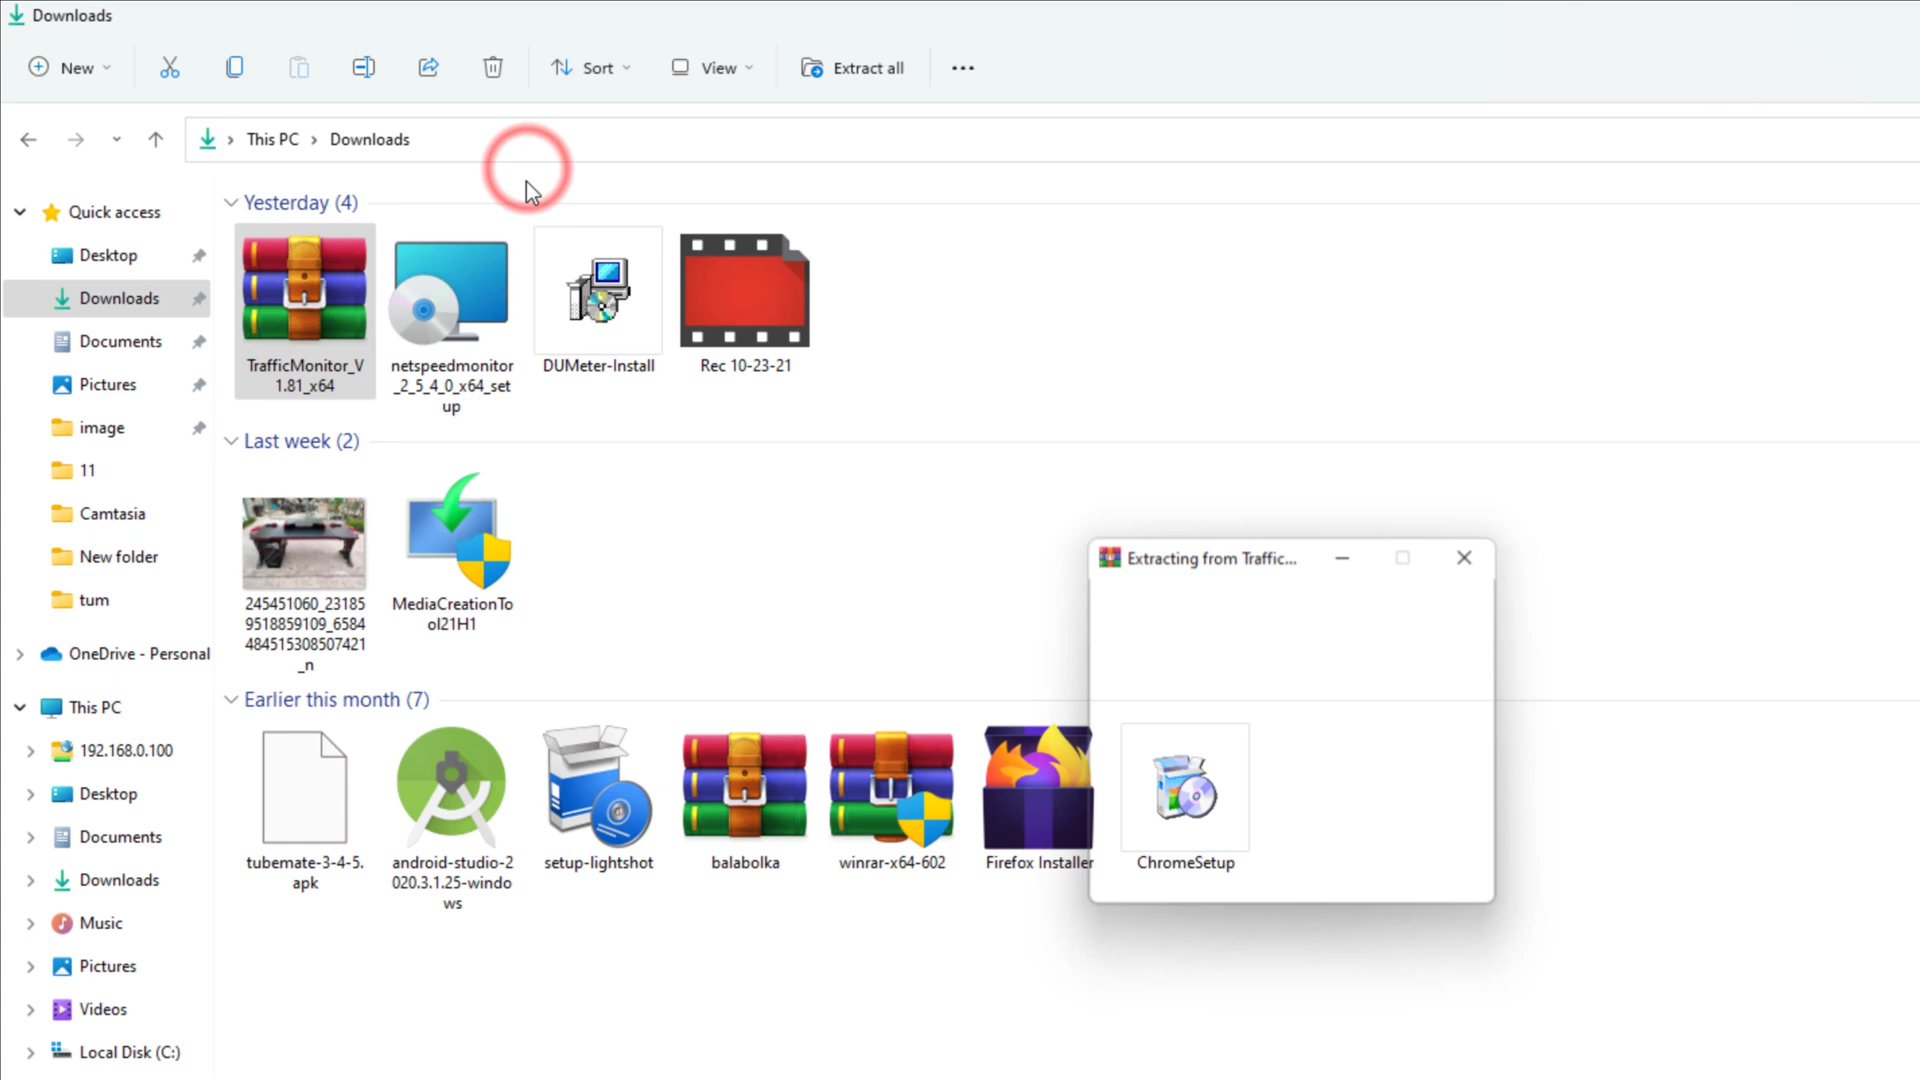 Downloads
New
Sort
View
Extract all
This PC
Downloads
Quick access
Desktop
Downloads
Documents
Pictures
image
11
Camtasia
New folder
tum
OneDrive - Personal
This PC
192.168.0.100
Desktop
Documents
Downloads
Music
Pictures
Videos
Local Disk (C:)
Yesterday (4)
TrafficMonitor_V
1.81_x64
netspeedmonitor
_2_5_4_0_x64_set
up
DUMeter-Install
Rec 10-23-21
Last week (2)
245451060_23185
9518859109_6584
484515308507421
_n
MediaCreationTo
ol21H1
Extracting from Traffic...
Earlier this month (7)
tubemate-3-4-5.
apk
android-studio-2
020.3.1.25-windo
ws
setup-lightshot
balabolka
winrar-x64-602
Firefox Installer
ChromeSetup